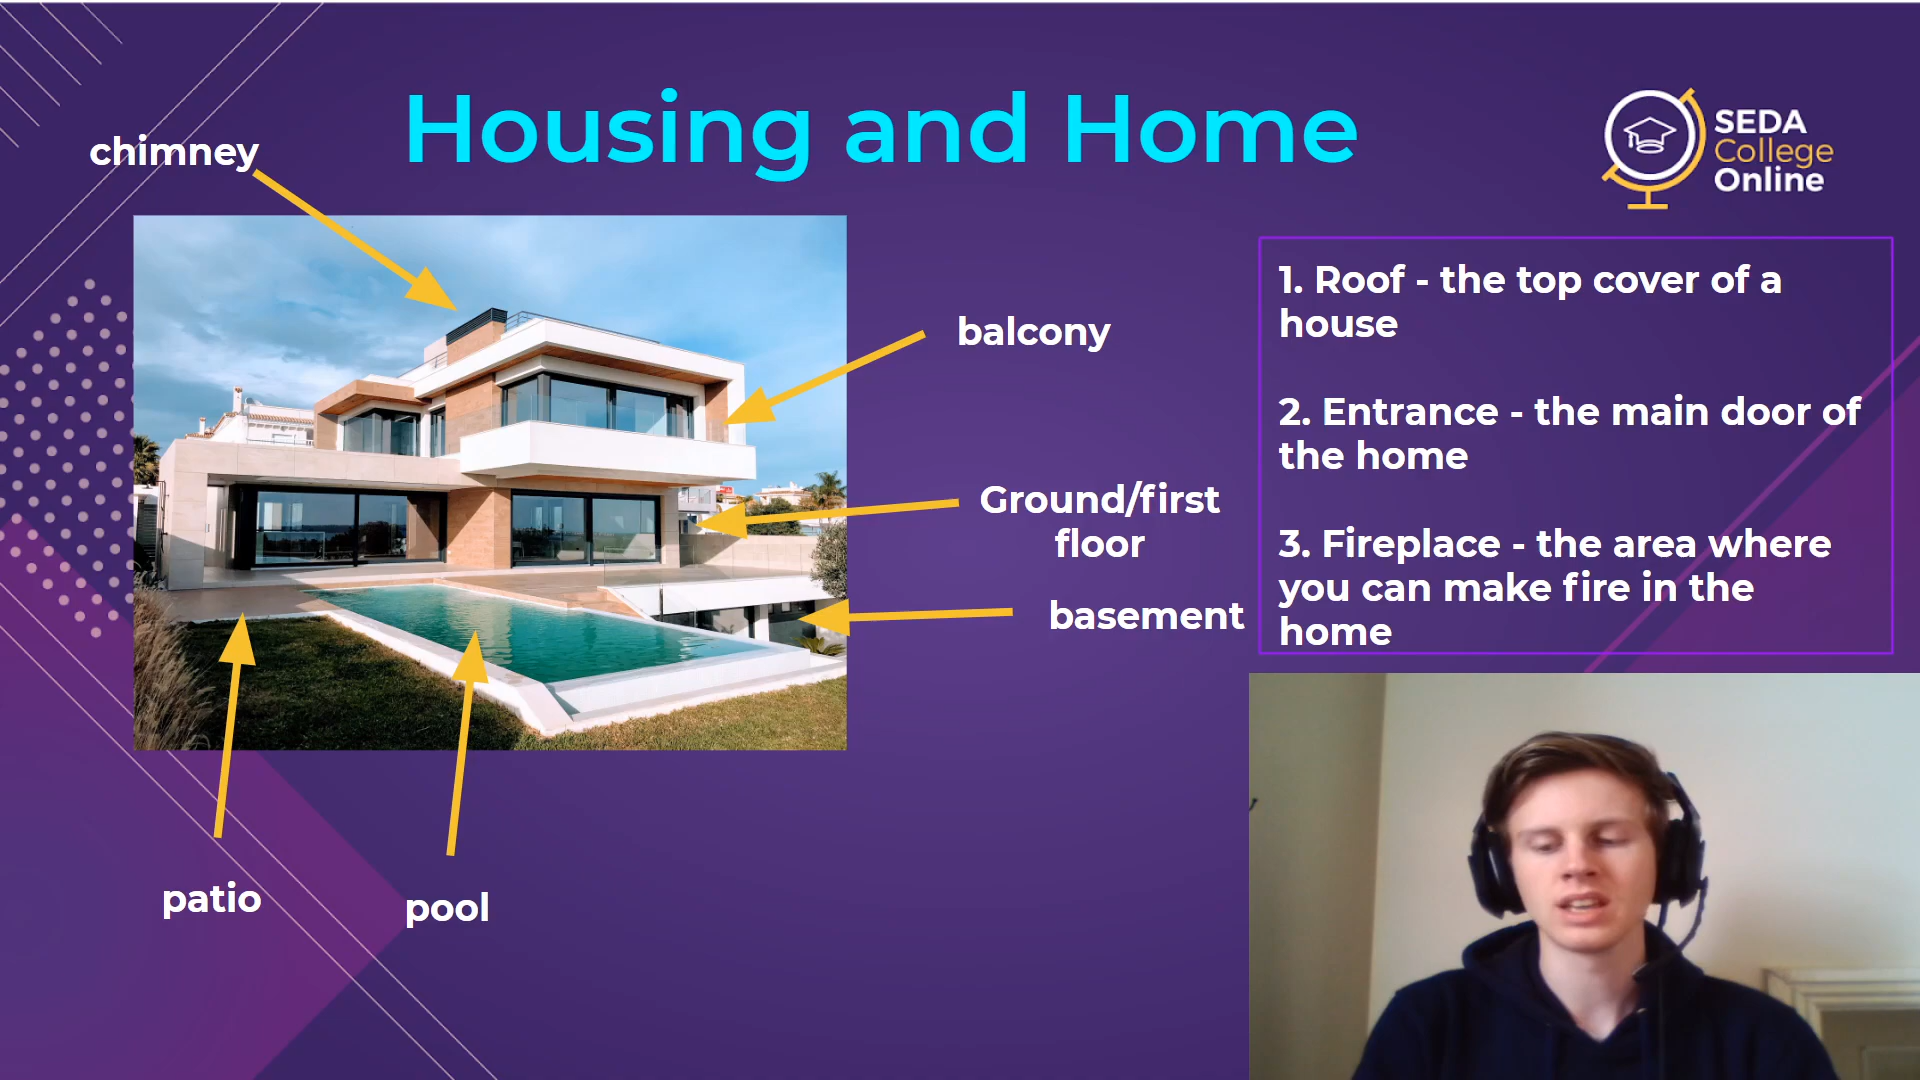 Housing and Home
SEDA
College
Online
chimney
balcony
Ground/first
floor
basement
patio
pool
1. Roof - the top cover of a
house
2. Entrance - the main door of
the home
3. Fireplace - the area where
you can make fire in the
home